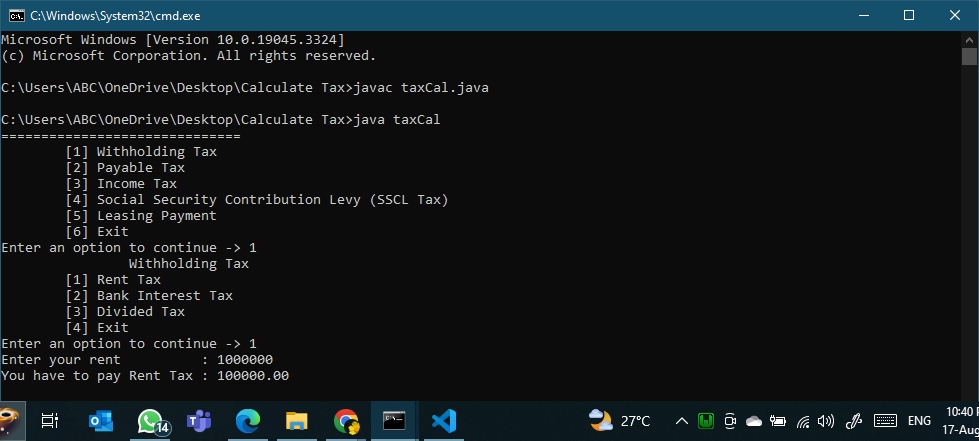 C:\Windows\System32\cmd.exe
Microsoft Windows [Version 10.0.19045.3324]
(c) Microsoft Corporation. All rights reserved.
C:\Users\ABC\OneDrive\Desktop\Calculate Tax>javac taxCal.java
C:\Users\ABC\OneDrive\Desktop\Calculate Tax>java taxCal
==============================
[1] Withholding Tax
[2] Payable Tax
[3] Income Tax
[4] Social Security Contribution Levy (SSCL Tax)
[5] Leasing Payment
[6] Exit
Enter an option to continue -> 1
Withholding Tax
[1] Rent Tax
[2] Bank Interest Tax
[3] Divided Tax
[4] Exit
Enter an option to continue -> 1
Enter your rent : 1000000
You have to pay Rent Tax : 100000.00
14
27°C
ENG
10:40
17-Aug